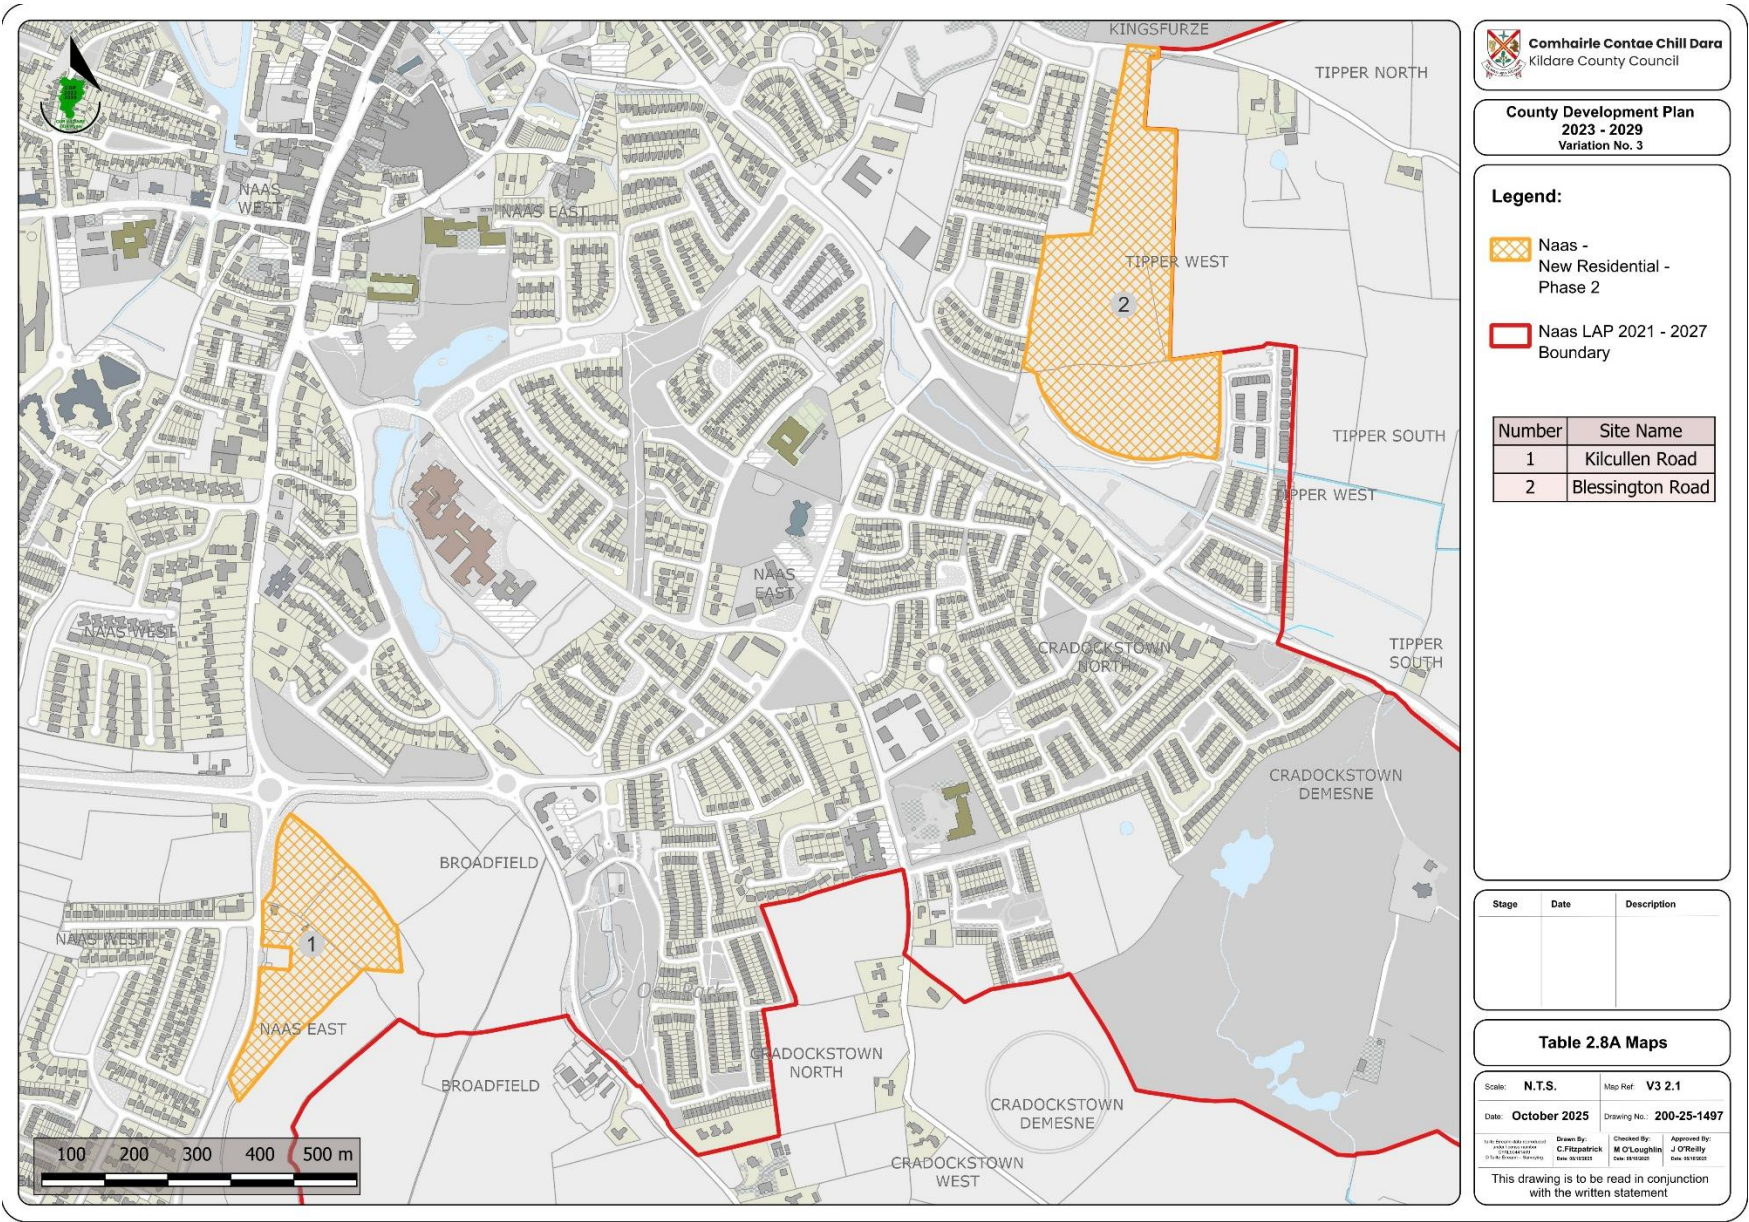 KINGSFURZE
TIPPER NORTH
NAAS
WEST
NAAS EAST
TIPPER WEST
2
TIPPER SOUTH
TIPPER WEST
NAAS
EAST
NAAS WEST
CRADOCKSTOWN
NORTH
TIPPER
SOUTH
CRADOCKSTOWN
DEMESNE
BROADFIELD
1
NAAS WEST
NAAS EAST
BROADFIELD
CRADOCKSTOWN
NORTH
CRADOCKSTOWN
DEMESNE
CRADOCKSTOWN
WEST
100 200 300 400 500 m
Comhairle Contae Chill Dara
Kildare County Council
County Development Plan
2023 - 2029
Variation No. 3
Legend:
Naas -
New Residential -
Phase 2
Naas LAP 2021 - 2027
Boundary
Number Site Name
1 Kilcullen Road
2 Blessington Road
Stage Date Description
Table 2.8A Maps
Scale: N.T.S. Map Ref: V3 2.1
Date: October 2025 Drawing No.: 200-25-1497
Drawn By: Checked By: Approved By:
C.Fitzpatrick M O'Loughlin J O'Reilly
This drawing is to be read in conjunction
with the written statement